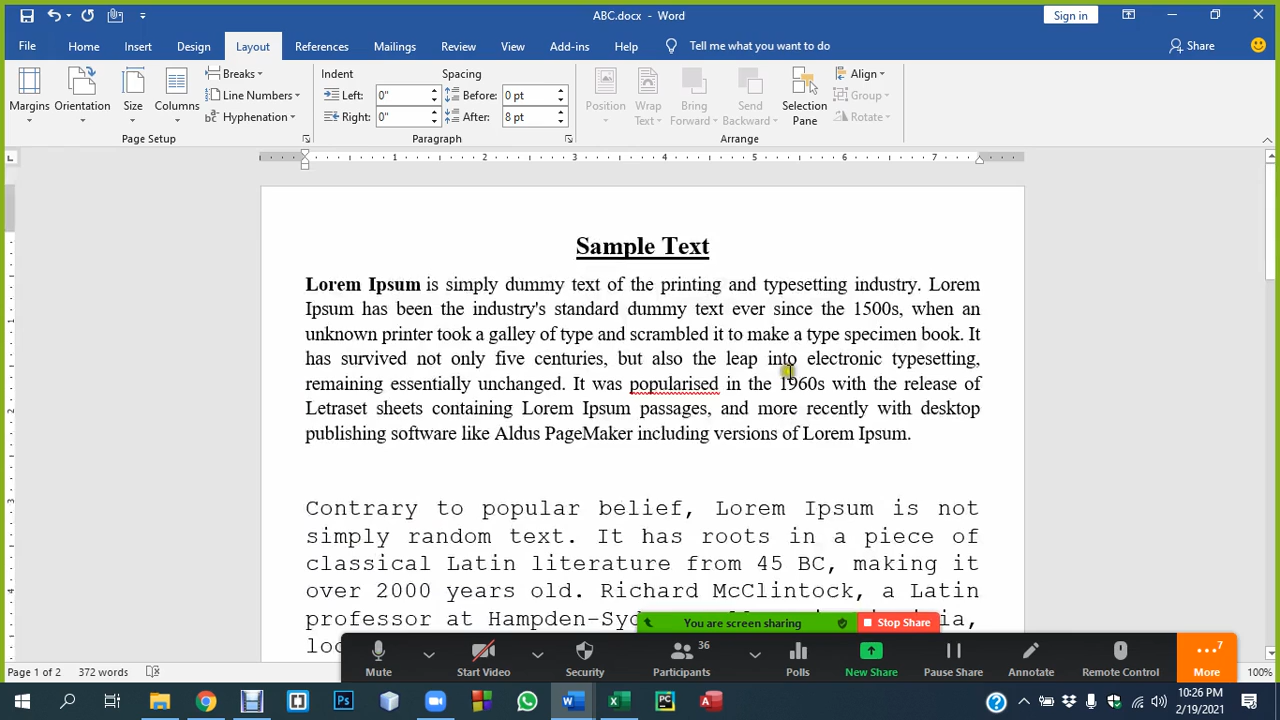 ABC.docx - Word
Sign in
File Home Insert Design Layout References Mailings Review View Add-ins Help Tell me what you want to do Share
Margins Orientation Size Columns
Breaks
Line Numbers
Hyphenation
Page Setup
Indent
Left: 0"
Right: 0"
Spacing
Before: 0 pt
After: 8 pt
Paragraph
Position
Wrap Text
Bring Forward
Send Backward
Selection Pane
Align
Group
Rotate
Arrange
1 2 3 4 5 6 7
1
2
3
Sample Text
Lorem Ipsum is simply dummy text of the printing and typesetting industry. Lorem
Ipsum has been the industry's standard dummy text ever since the 1500s, when an
unknown printer took a galley of type and scrambled it to make a type specimen book. It
has survived not only five centuries, but also the leap into electronic typesetting,
remaining essentially unchanged. It was popularised in the 1960s with the release of
Letraset sheets containing Lorem Ipsum passages, and more recently with desktop
publishing software like Aldus PageMaker including versions of Lorem Ipsum.
Contrary to popular belief, Lorem Ipsum is not
simply random text. It has roots in a piece of
classical Latin literature from 45 BC, making it
over 2000 years old. Richard McClintock, a Latin
professor at Hampden-Syd
You are screen sharing Stop Share
Mute Start Video Security Participants 36 Polls New Share Pause Share Annotate Remote Control More 7
Page 1 of 2 372 words 100%
10:26 PM
2/19/2021